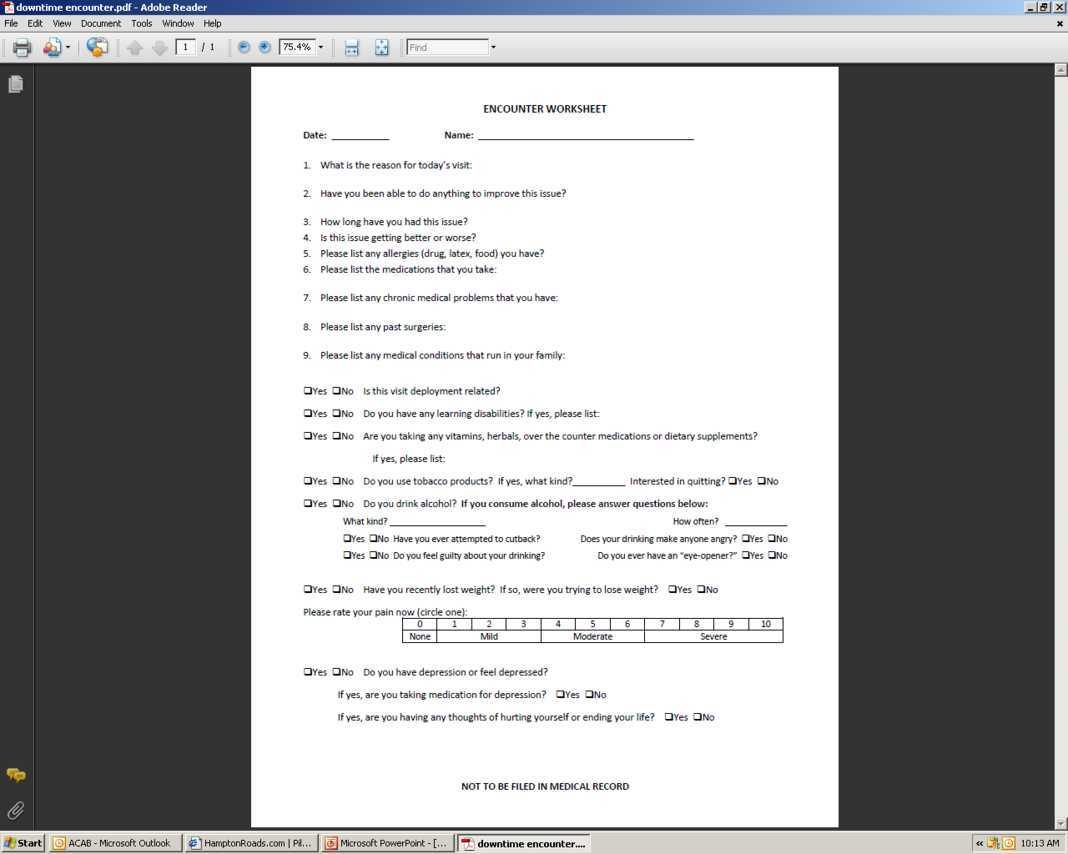 downtime encounter.pdf - Adobe Reader
File Edit View Document Tools Window Help
1 / 1 75.4% Find
ENCOUNTER WORKSHEET
Date: ____________ Name: ____________
1. What is the reason for today's visit:
2. Have you been able to do anything to improve this issue?
3. How long have you had this issue?
4. Is this issue getting better or worse?
5. Please list any allergies (drug, latex, food) you have?
6. Please list the medications that you take:
7. Please list any chronic medical problems that you have:
8. Please list any past surgeries:
9. Please list any medical conditions that run in your family:
❑Yes ❑No Is this visit deployment related?
❑Yes ❑No Do you have any learning disabilities? If yes, please list:
❑Yes ❑No Are you taking any vitamins, herbals, over the counter medications or dietary supplements?
If yes, please list:
❑Yes ❑No Do you use tobacco products? If yes, what kind?__________ Interested in quitting? ❑Yes ❑No
❑Yes ❑No Do you drink alcohol? If you consume alcohol, please answer questions below:
What kind? ____________ How often? ____________
❑Yes ❑No Have you ever attempted to cutback? Does your drinking make anyone angry? ❑Yes ❑No
❑Yes ❑No Do you feel guilty about your drinking? Do you ever have an “eye-opener?” ❑Yes ❑No
❑Yes ❑No Have you recently lost weight? If so, were you trying to lose weight? ❑Yes ❑No
Please rate your pain now (circle one):
0 1 2 3 4 5 6 7 8 9 10
None Mild Moderate Severe
❑Yes ❑No Do you have depression or feel depressed?
If yes, are you taking medication for depression? ❑Yes ❑No
If yes, are you having any thoughts of hurting yourself or ending your life? ❑Yes ❑No
NOT TO BE FILED IN MEDICAL RECORD
Start ACAB - Microsoft Outlook HamptonRoads.com | Pil... Microsoft PowerPoint - [... downtime encounter.... « 10:13 AM